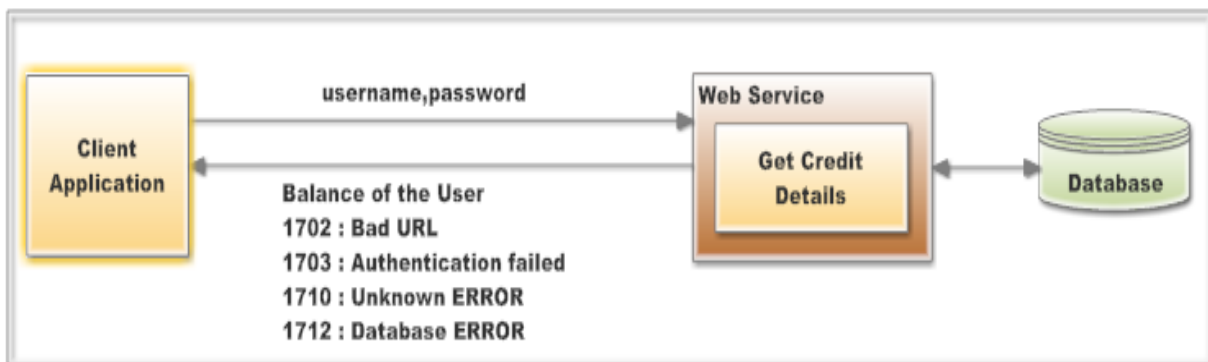 Client
Application
username,password
Balance of the User
1702 : Bad URL
1703 : Authentication failed
1710 : Unknown ERROR
1712 : Database ERROR
Web Service
Get Credit
Details
Database